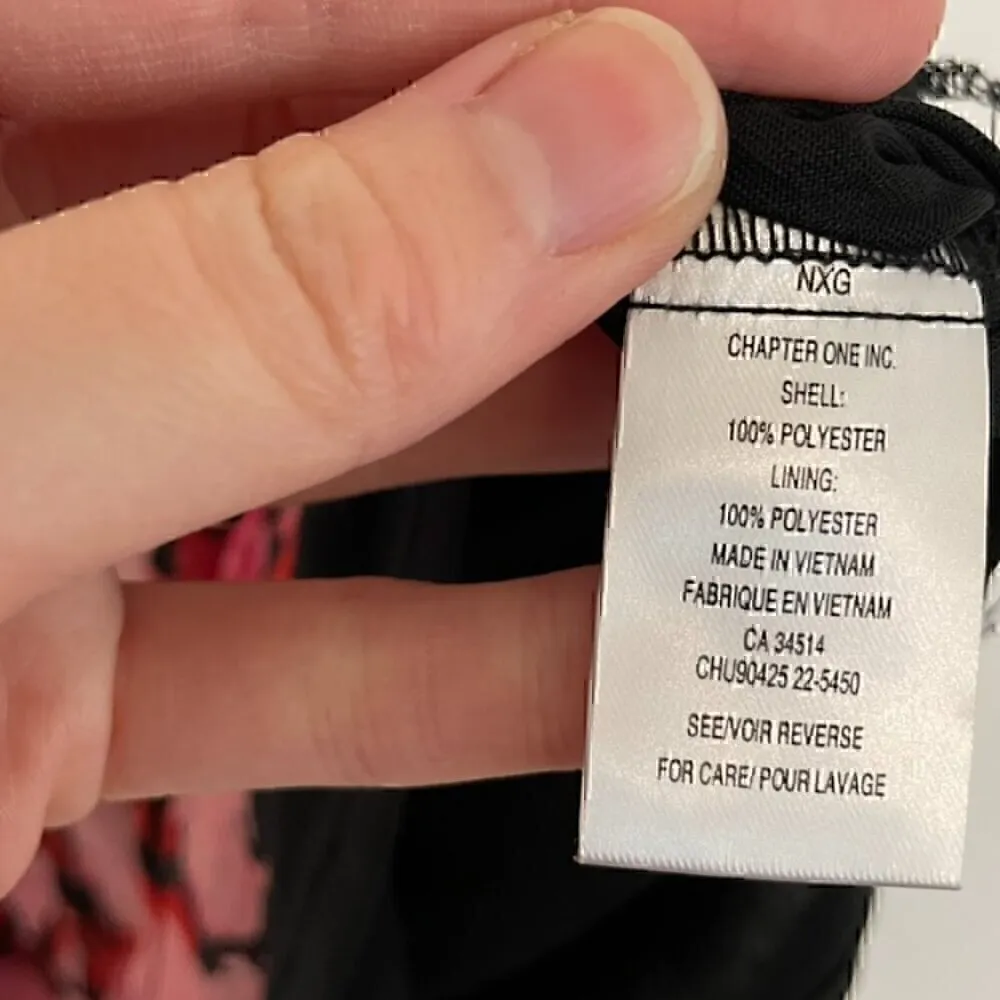 NXG
CHAPTER ONE INC.
SHELL:
100% POLYESTER
LINING:
100% POLYESTER
MADE IN VIETNAM
FABRIQUE EN VIETNAM
CA 34514
CHU90425 22-5450
SEE/VOIR REVERSE
FOR CARE/ POUR LAVAGE